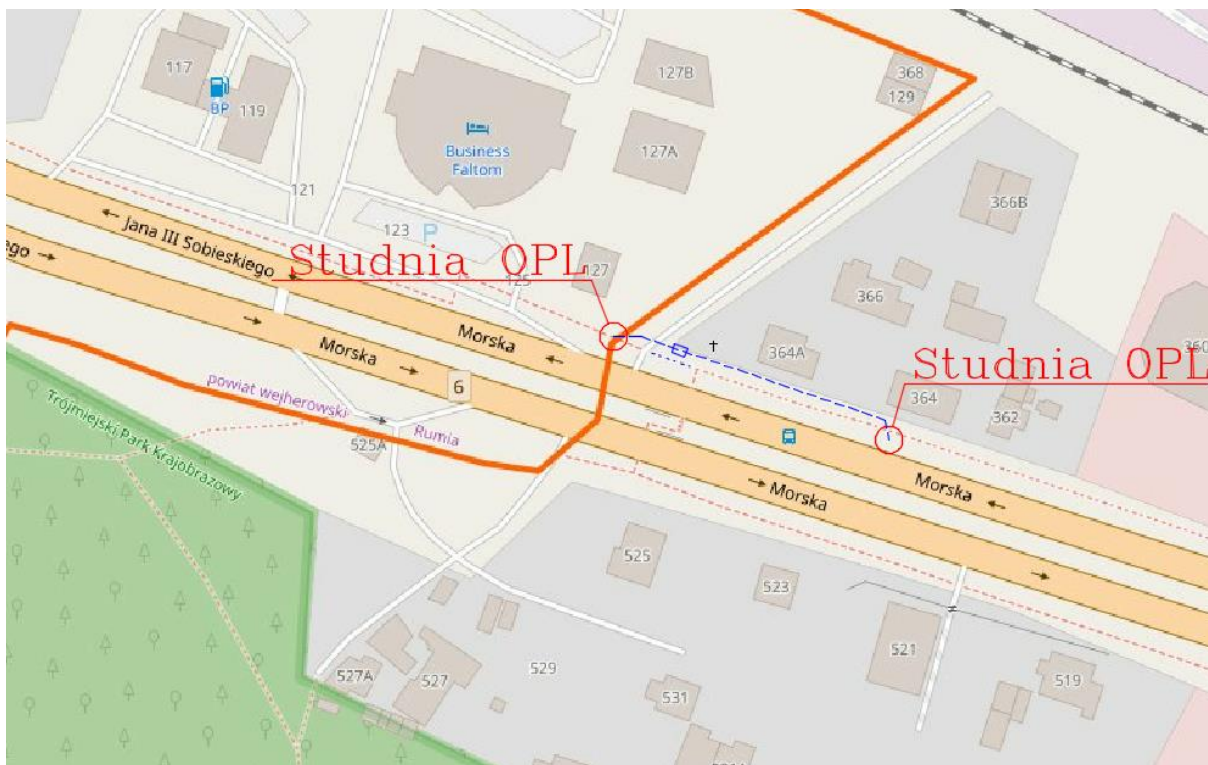 368
117
127B
129
BP
119
Business
Faltom
127A
121
366B
Jana III Sobieskiego
123
P
Studnia OPL
127
125
366
ego
Morska
364A
360
Morska
Studnia OPL
6
364
362
powiat wejherowski
Rumia
Trójmiejski Park Krajobrazowy
525A
Morska
Morska
525
523
521
527A
527
529
519
531